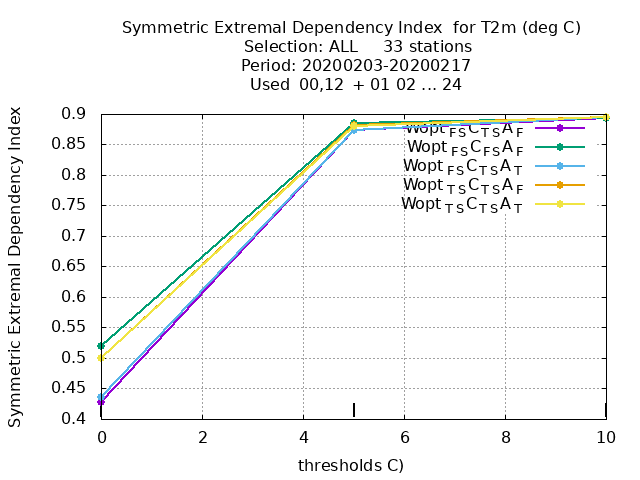 Symmetric Extremal Dependency Index  for T2m (deg C)
Selection: ALL     33 stations
Period: 20200203-20200217
Used  00,12  + 01 02 ... 24
Symmetric Extremal Dependency Index
0.9
0.85
0.8
0.75
0.7
0.65
0.6
0.55
0.5
0.45
0.4
Wopt FS C TS A F
Wopt FS C FS A F
Wopt FS C TS A T
Wopt TS C TS A F
Wopt TS C TS A T
0 2 4 6 8 10
thresholds C)